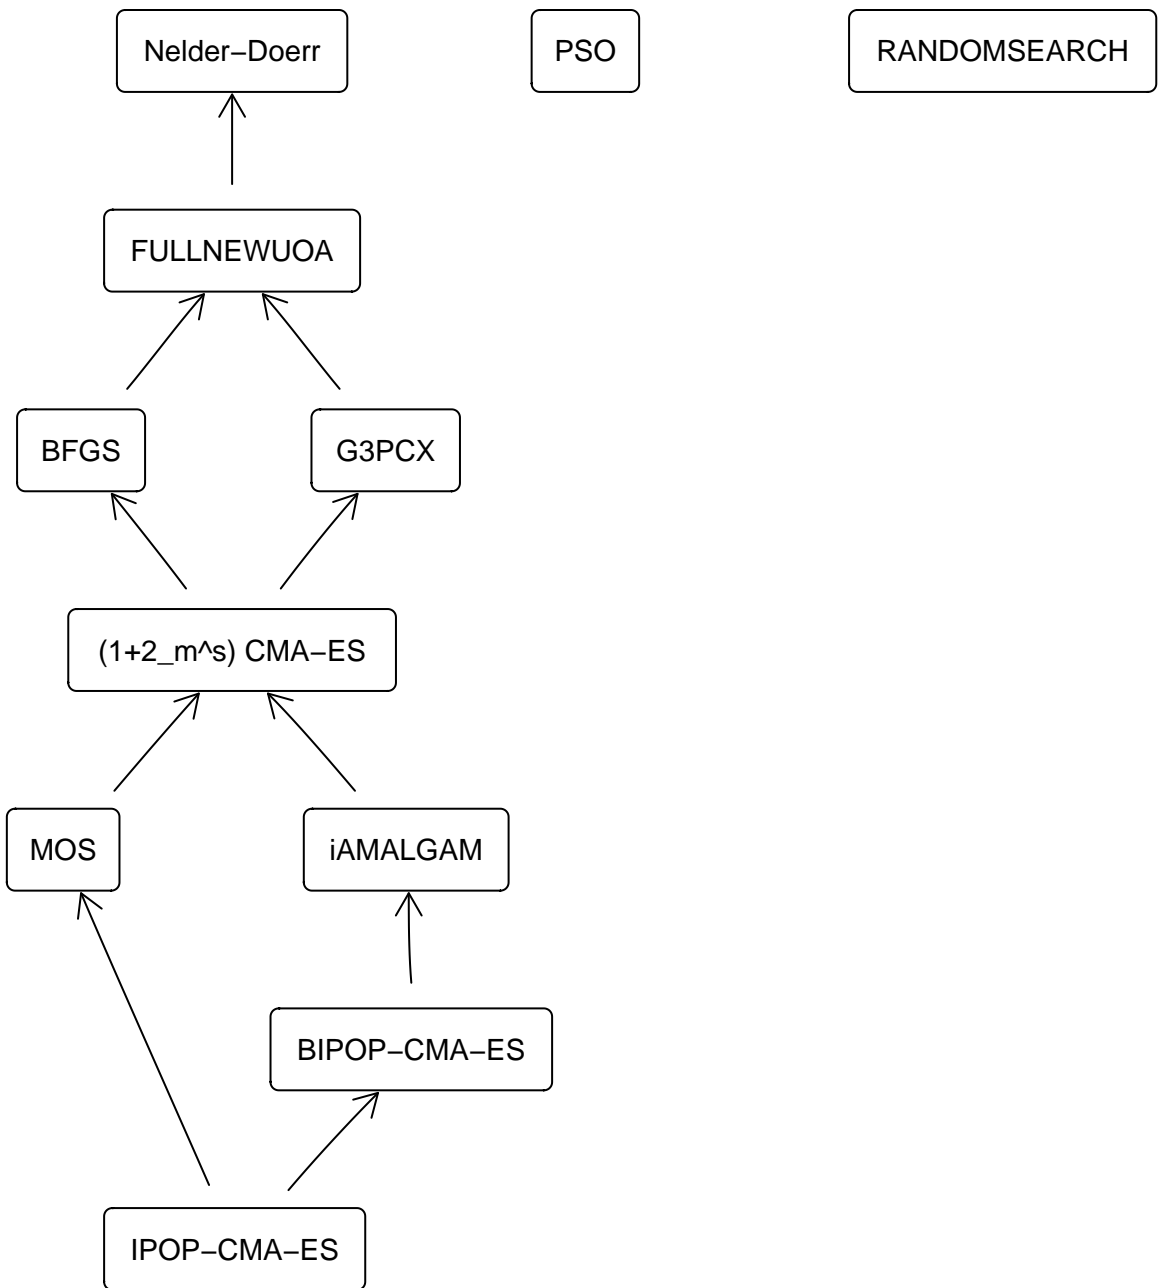 Nelder−Doerr
PSO
RANDOMSEARCH
FULLNEWUOA
BFGS
G3PCX
(1+2_m^s) CMA−ES
MOS
iAMALGAM
BIPOP−CMA−ES
IPOP−CMA−ES